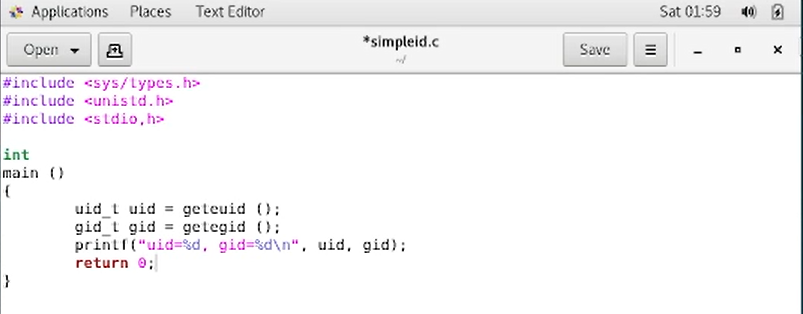 Applications Places Text Editor Sat 01:59
Open *simpleid.c Save
~/
#include <sys/types.h>
#include <unistd.h>
#include <stdio,h>
int
main ()
{
uid_t uid = geteuid ();
gid_t gid = getegid ();
printf("uid=%d, gid=%d\n", uid, gid);
return 0;
}